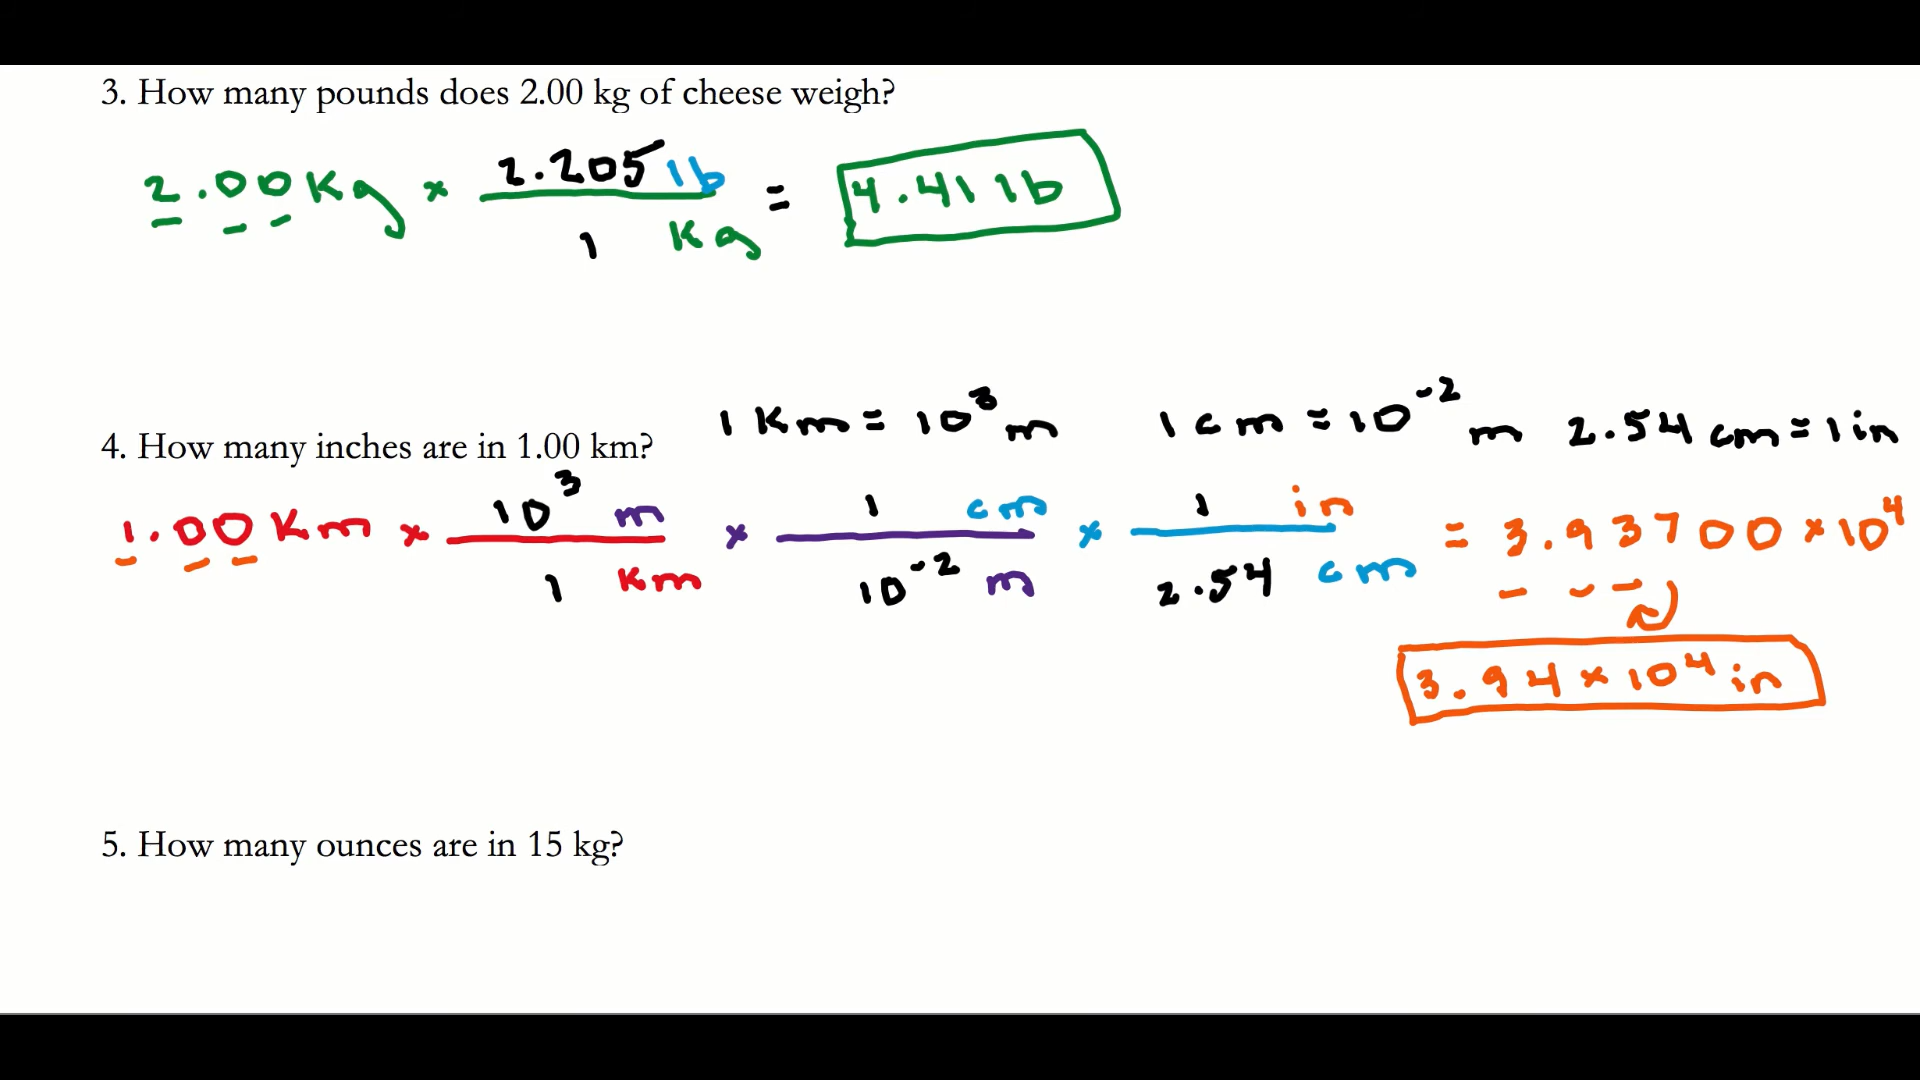 3. How many pounds does 2.00 kg of cheese weigh?
2.00 Kg × 2.205 lb / 1 Kg = 4.41 lb
1 Km = 10³ m 1 cm = 10⁻² m 2.54 cm = 1 in
4. How many inches are in 1.00 km?
1.00 Km × 10³ m / 1 Km × 1 cm / 10⁻² m × 1 in / 2.54 cm = 3.93700 × 10⁴
3.94 × 10⁴ in
5. How many ounces are in 15 kg?